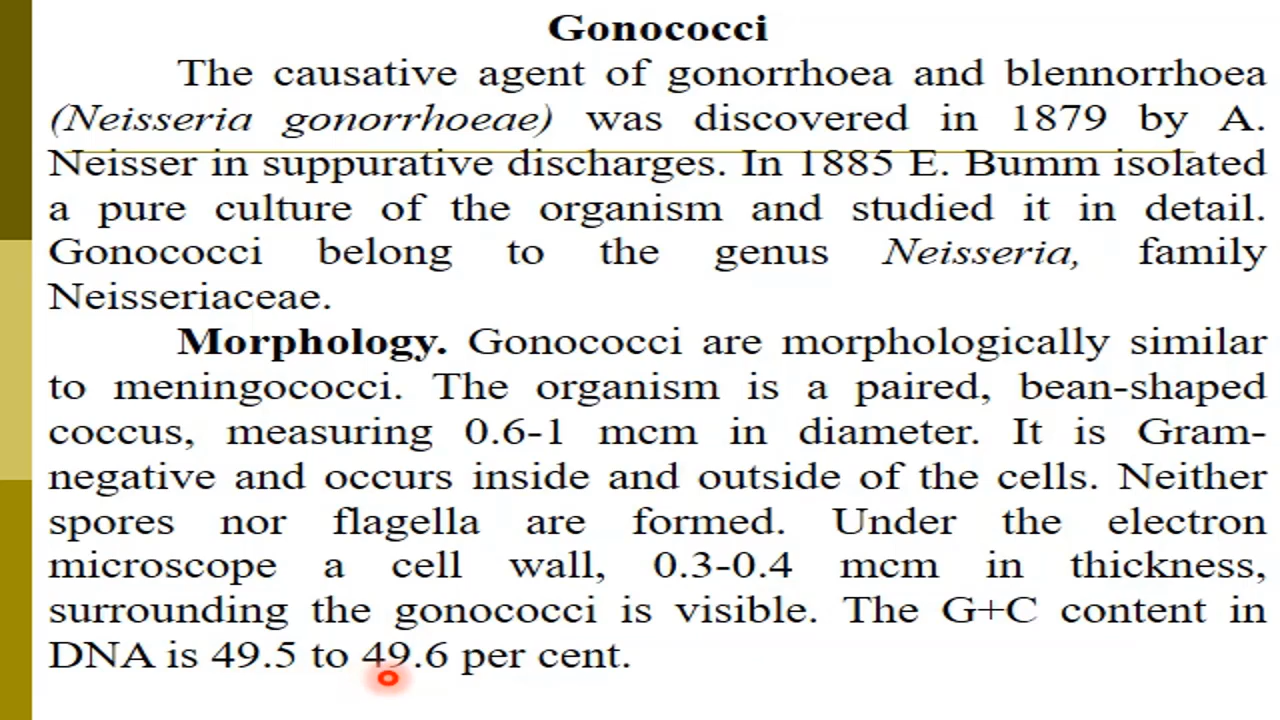 Gonococci
The causative agent of gonorrhoea and blennorrhoea
(Neisseria gonorrhoeae) was discovered in 1879 by A.
Neisser in suppurative discharges. In 1885 E. Bumm isolated
a pure culture of the organism and studied it in detail.
Gonococci belong to the genus Neisseria, family
Neisseriaceae.
Morphology. Gonococci are morphologically similar
to meningococci. The organism is a paired, bean-shaped
coccus, measuring 0.6-1 mcm in diameter. It is Gram-
negative and occurs inside and outside of the cells. Neither
spores nor flagella are formed. Under the electron
microscope a cell wall, 0.3-0.4 mcm in thickness,
surrounding the gonococci is visible. The G+C content in
DNA is 49.5 to 49.6 per cent.